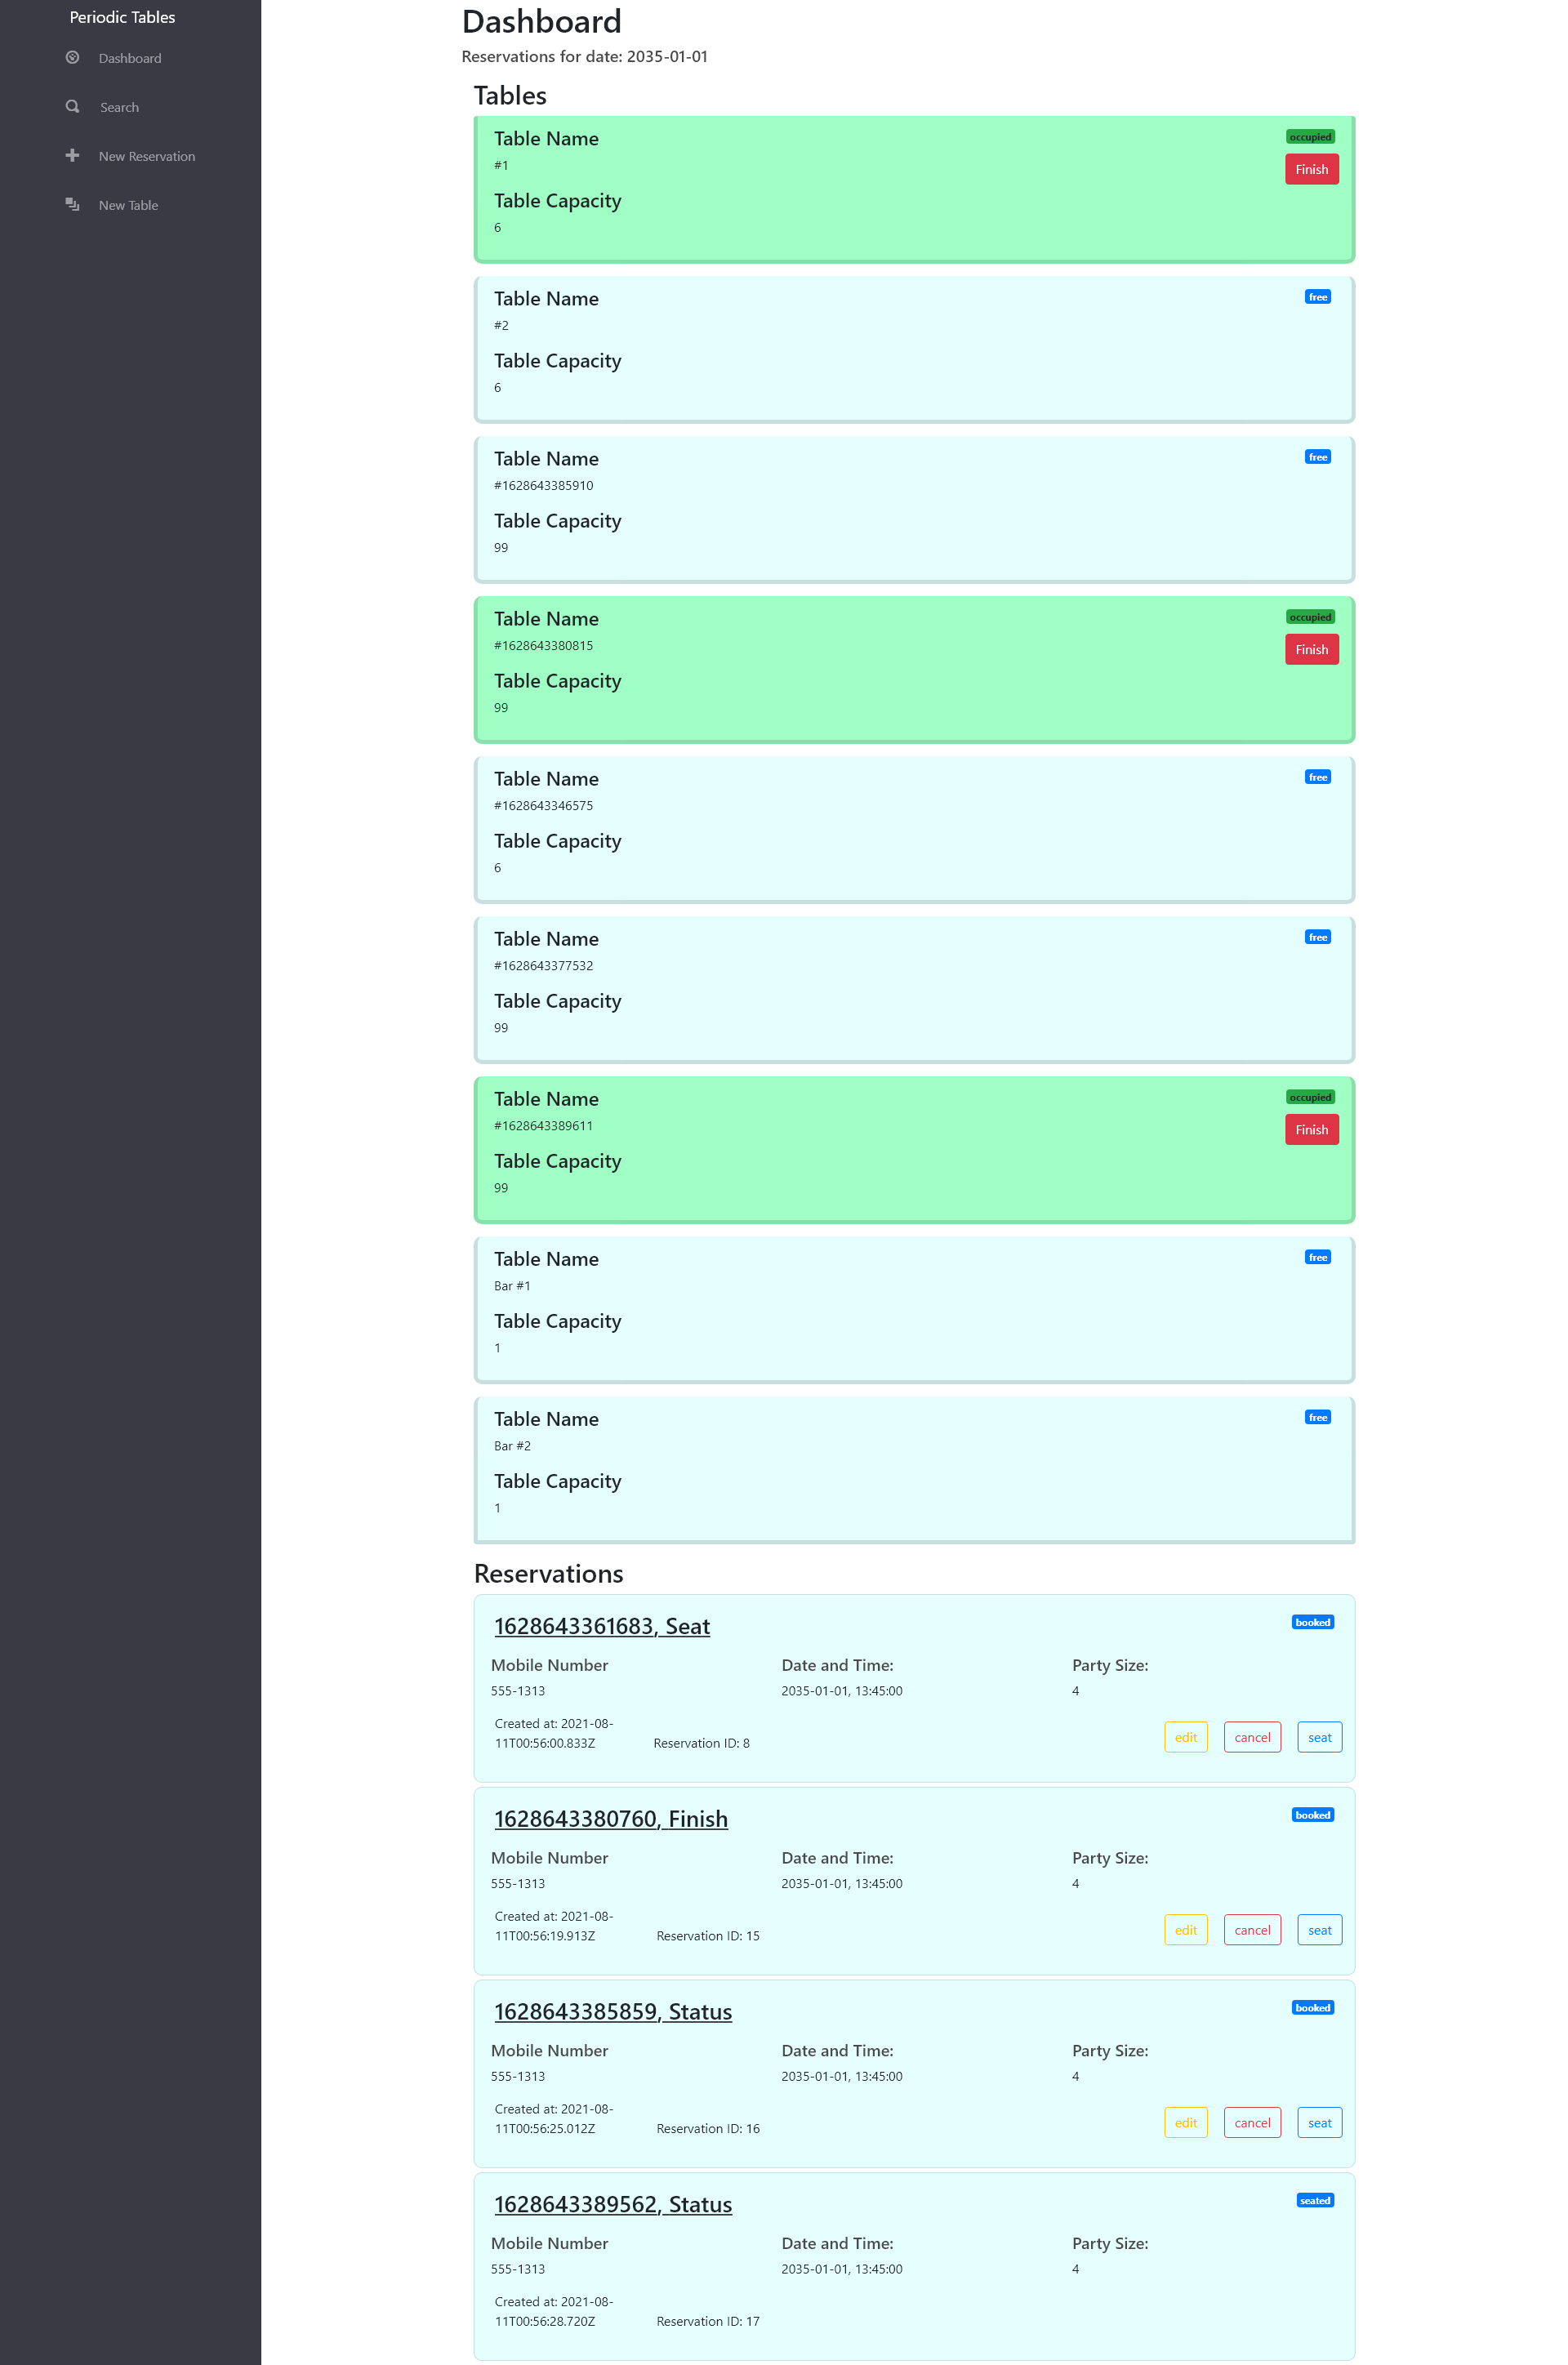 Periodic Tables
Dashboard
Search
New Reservation
New Table
Dashboard
Reservations for date: 2035-01-01
Tables
Table Name
occupied
#1
Finish
Table Capacity
6
Table Name
free
#2
Table Capacity
6
Table Name
free
#1628643385910
Table Capacity
99
Table Name
occupied
#1628643380815
Finish
Table Capacity
99
Table Name
free
#1628643346575
Table Capacity
6
Table Name
free
#1628643377532
Table Capacity
99
Table Name
occupied
#1628643389611
Finish
Table Capacity
99
Table Name
free
Bar #1
Table Capacity
1
Table Name
free
Bar #2
Table Capacity
1
Reservations
1628643361683, Seat
booked
Mobile Number Date and Time: Party Size:
555-1313 2035-01-01, 13:45:00 4
Created at: 2021-08-
11T00:56:00.833Z Reservation ID: 8
edit cancel seat
1628643380760, Finish
booked
Mobile Number Date and Time: Party Size:
555-1313 2035-01-01, 13:45:00 4
Created at: 2021-08-
11T00:56:19.913Z Reservation ID: 15
edit cancel seat
1628643385859, Status
booked
Mobile Number Date and Time: Party Size:
555-1313 2035-01-01, 13:45:00 4
Created at: 2021-08-
11T00:56:25.012Z Reservation ID: 16
edit cancel seat
1628643389562, Status
seated
Mobile Number Date and Time: Party Size:
555-1313 2035-01-01, 13:45:00 4
Created at: 2021-08-
11T00:56:28.720Z Reservation ID: 17